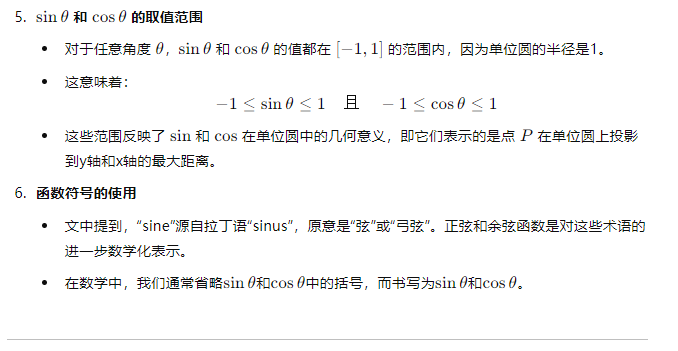 5. sin θ 和 cos θ 的取值范围
• 对于任意角度 θ，sin θ 和 cos θ 的值都在 [−1, 1] 的范围内，因为单位圆的半径是1。
• 这意味着：
−1 ≤ sin θ ≤ 1 且 −1 ≤ cos θ ≤ 1
• 这些范围反映了 sin 和 cos 在单位圆中的几何意义，即它们表示的是点 P 在单位圆上投影
到y轴和x轴的最大距离。
6. 函数符号的使用
• 文中提到，“sine”源自拉丁语“sinus”，原意是“弦”或“弓弦”。正弦和余弦函数是对这些术语的
进一步数学化表示。
• 在数学中，我们通常省略sin θ和cos θ中的括号，而书写为sin θ和cos θ。